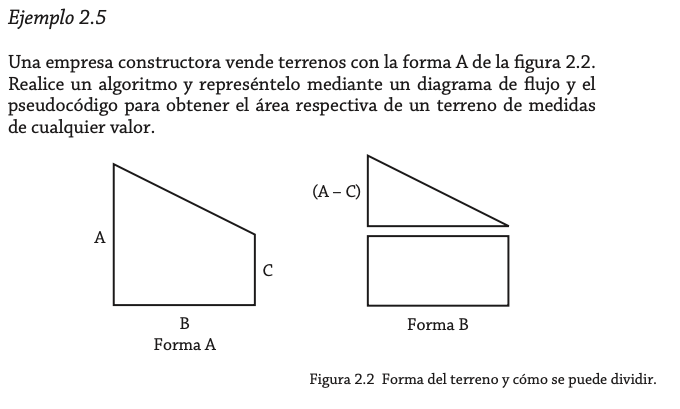 Ejemplo 2.5
Una empresa constructora vende terrenos con la forma A de la figura 2.2.
Realice un algoritmo y represéntelo mediante un diagrama de flujo y el
pseudocódigo para obtener el área respectiva de un terreno de medidas
de cualquier valor.
A
C
B
Forma A
(A – C)
Forma B
Figura 2.2 Forma del terreno y cómo se puede dividir.